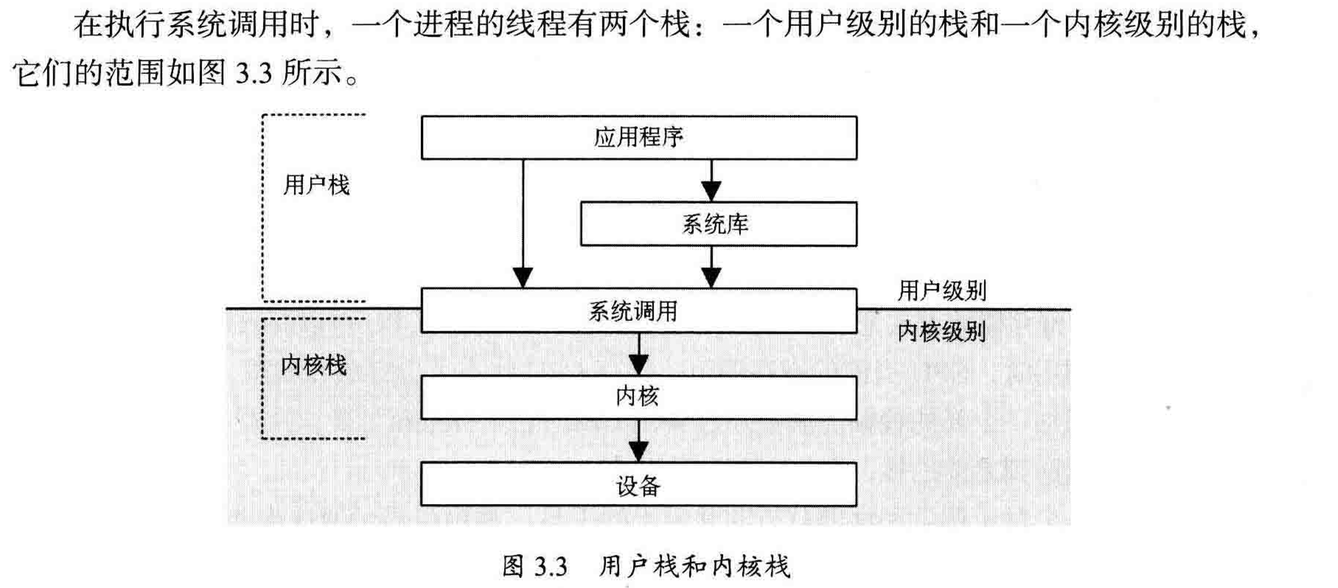 在执行系统调用时，一个进程的线程有两个栈：一个用户级别的栈和一个内核级别的栈，
它们的范围如图 3.3 所示。
应用程序
用户栈
系统库
用户级别
系统调用
内核级别
内核栈
内核
设备
图 3.3 用户栈和内核栈